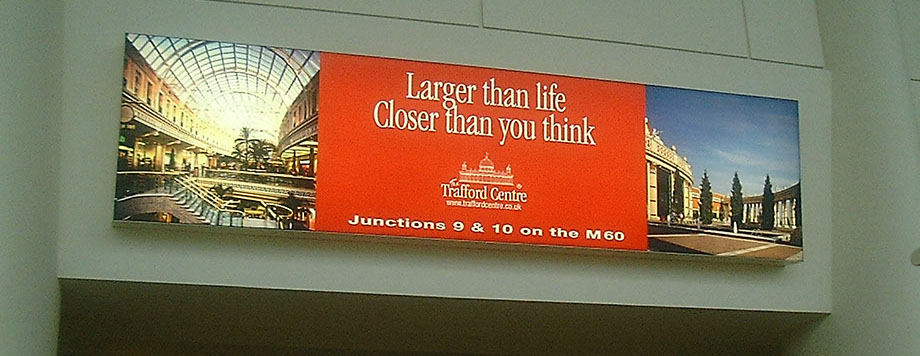 Larger than life
Closer than you think
The Trafford Centre
www.traffordcentre.co.uk
Junctions 9 & 10 on the M60